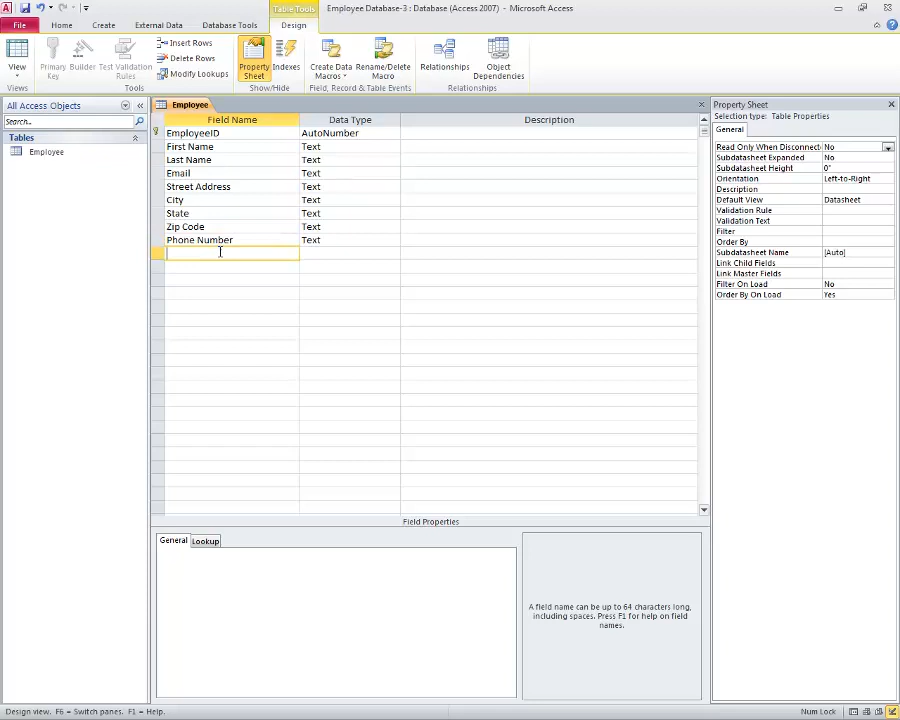 Table Tools
Employee Database-3 : Database (Access 2007) - Microsoft Access
File Home Create External Data Database Tools Design
View
Primary Key
Builder
Test Validation Rules
Insert Rows
Delete Rows
Modify Lookups
Property Sheet
Indexes
Create Data Macros
Rename/Delete Macro
Relationships
Object Dependencies
Views Tools Show/Hide Field, Record & Table Events Relationships
All Access Objects
Search...
Tables
Employee
Employee
Field Name Data Type Description
EmployeeID AutoNumber
First Name Text
Last Name Text
Email Text
Street Address Text
City Text
State Text
Zip Code Text
Phone Number Text
Field Properties
General Lookup
A field name can be up to 64 characters long,
including spaces. Press F1 for help on field
names.
Property Sheet
Selection type: Table Properties
General
Read Only When Disconnect No
Subdatasheet Expanded No
Subdatasheet Height 0"
Orientation Left-to-Right
Description
Default View Datasheet
Validation Rule
Validation Text
Filter
Order By
Subdatasheet Name [Auto]
Link Child Fields
Link Master Fields
Filter On Load No
Order By On Load Yes
Design view. F6 = Switch panes. F1 = Help.
Num Lock